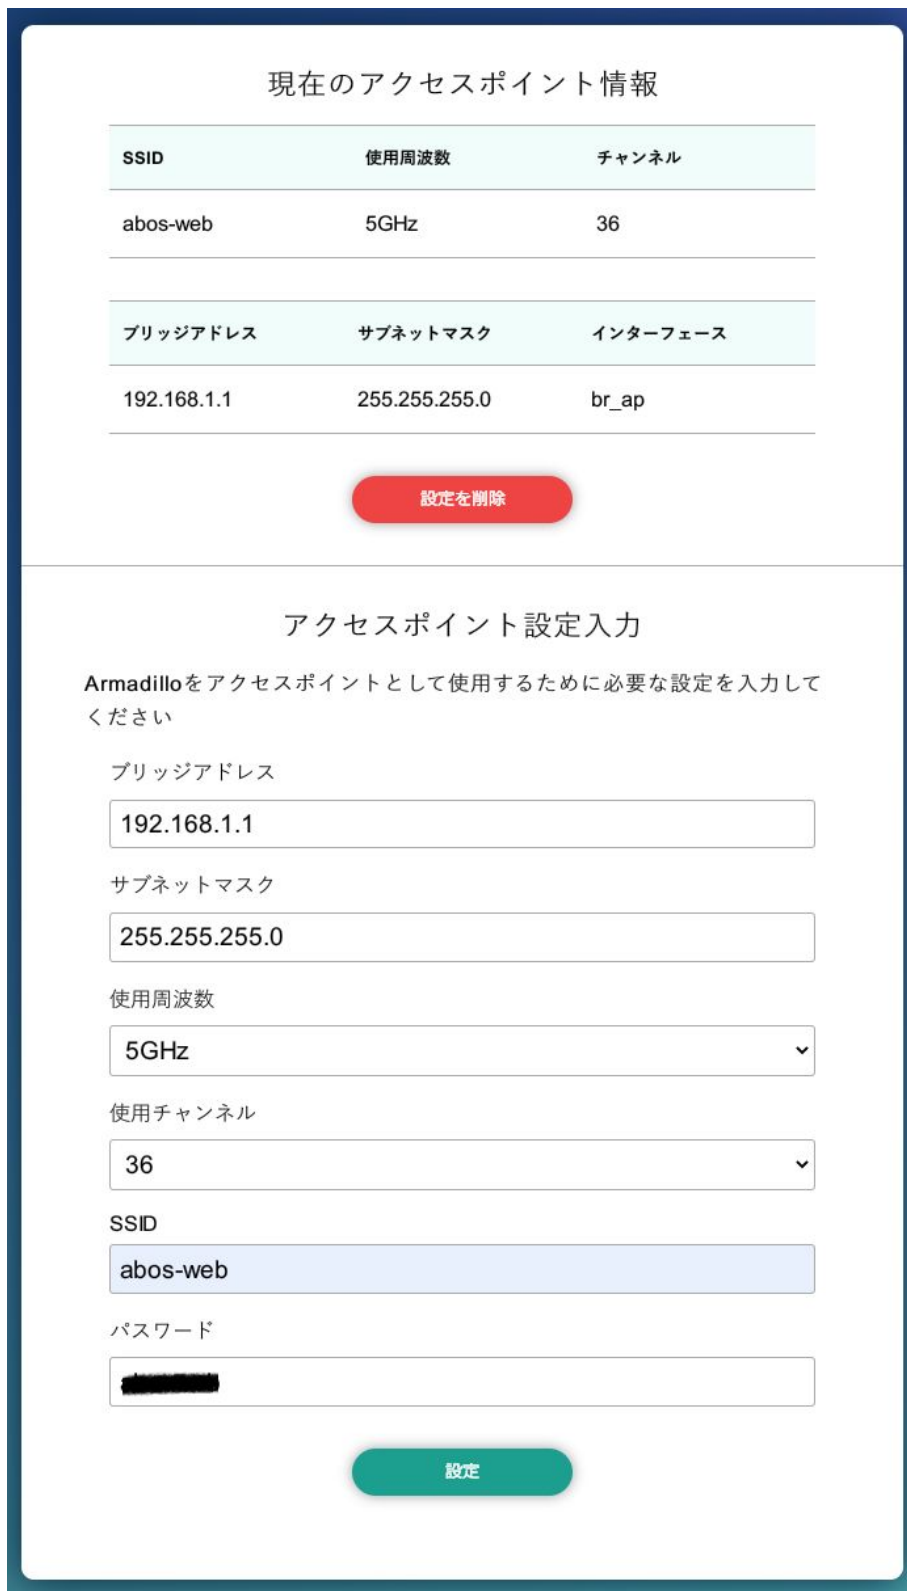 現在のアクセスポイント情報
SSID 使用周波数 チャンネル
abos-web 5GHz 36
ブリッジアドレス サブネットマスク インターフェース
192.168.1.1 255.255.255.0 br_ap
設定を削除
アクセスポイント設定入力
Armadilloをアクセスポイントとして使用するために必要な設定を入力して
ください
ブリッジアドレス
192.168.1.1
サブネットマスク
255.255.255.0
使用周波数
5GHz
使用チャンネル
36
SSID
abos-web
パスワード
設定